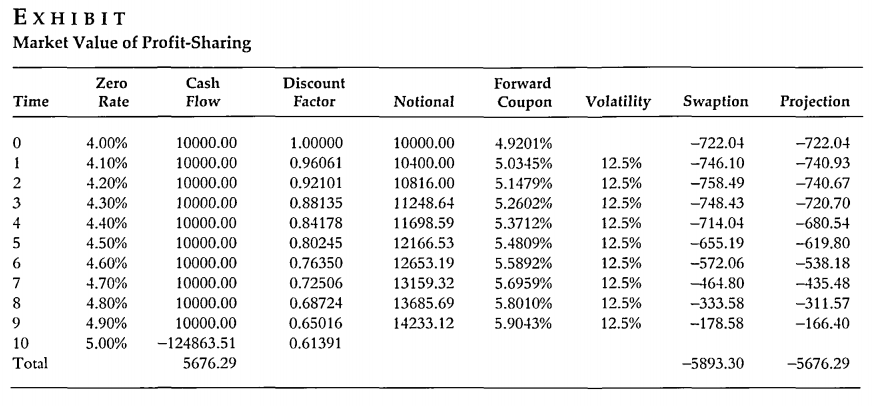 EXHIBIT
Market Value of Profit-Sharing
Zero Cash Discount Forward
Time Rate Flow Factor Notional Coupon Volatility Swaption Projection
0 4.00% 10000.00 1.00000 10000.00 4.9201% −722.04 −722.04
1 4.10% 10000.00 0.96061 10400.00 5.0345% 12.5% −746.10 −740.93
2 4.20% 10000.00 0.92101 10816.00 5.1479% 12.5% −758.49 −740.67
3 4.30% 10000.00 0.88135 11248.64 5.2602% 12.5% −748.43 −720.70
4 4.40% 10000.00 0.84178 11698.59 5.3712% 12.5% −714.04 −680.54
5 4.50% 10000.00 0.80245 12166.53 5.4809% 12.5% −655.19 −619.80
6 4.60% 10000.00 0.76350 12653.19 5.5892% 12.5% −572.06 −538.18
7 4.70% 10000.00 0.72506 13159.32 5.6959% 12.5% −464.80 −435.48
8 4.80% 10000.00 0.68724 13685.69 5.8010% 12.5% −333.58 −311.57
9 4.90% 10000.00 0.65016 14233.12 5.9043% 12.5% −178.58 −166.40
10 5.00% −124863.51 0.61391
Total 5676.29 −5893.30 −5676.29